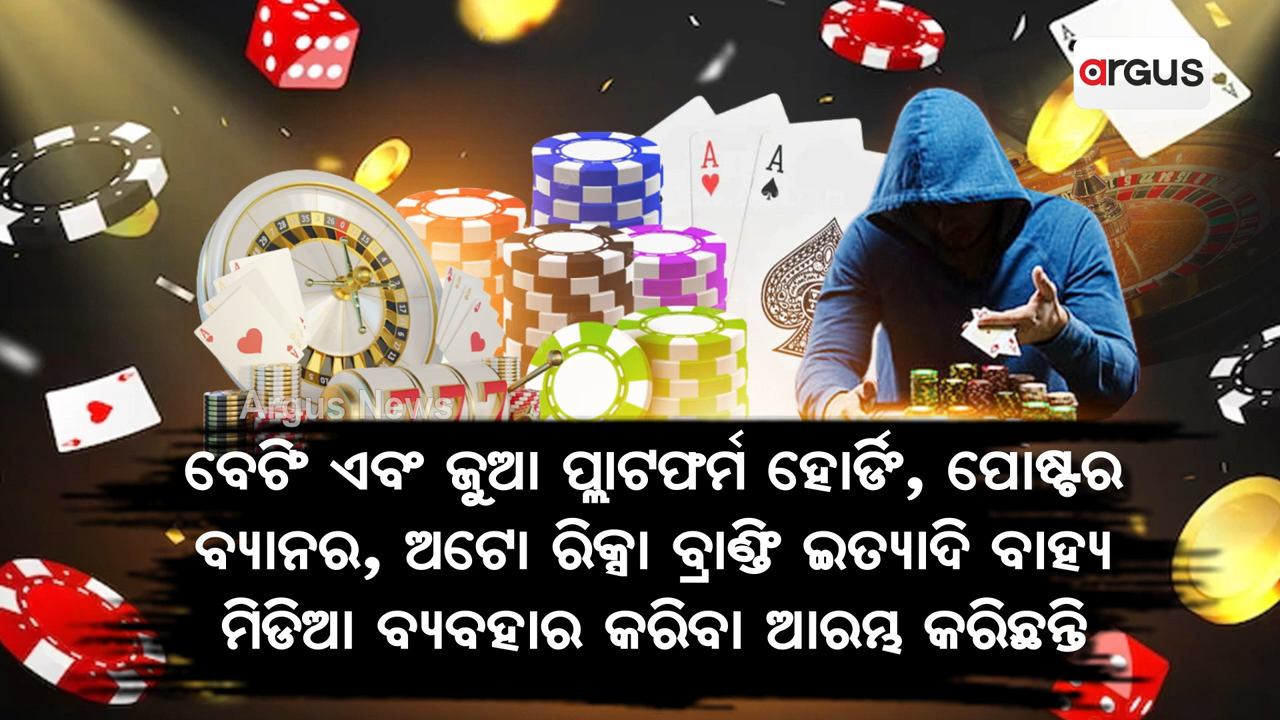 argus
Argus News
ବେଟିଂ ଏବଂ ଜୁଆ ପ୍ଲାଟଫର୍ମ ହୋର୍ଡିଂ, ପୋଷ୍ଟର
ବ୍ୟାନର, ଅଟୋ ରିକ୍ସା ବ୍ରାଣ୍ଡିଂ ଇତ୍ୟାଦି ବାହ୍ୟ
ମିଡିଆ ବ୍ୟବହାର କରିବା ଆରମ୍ଭ କରିଛନ୍ତି